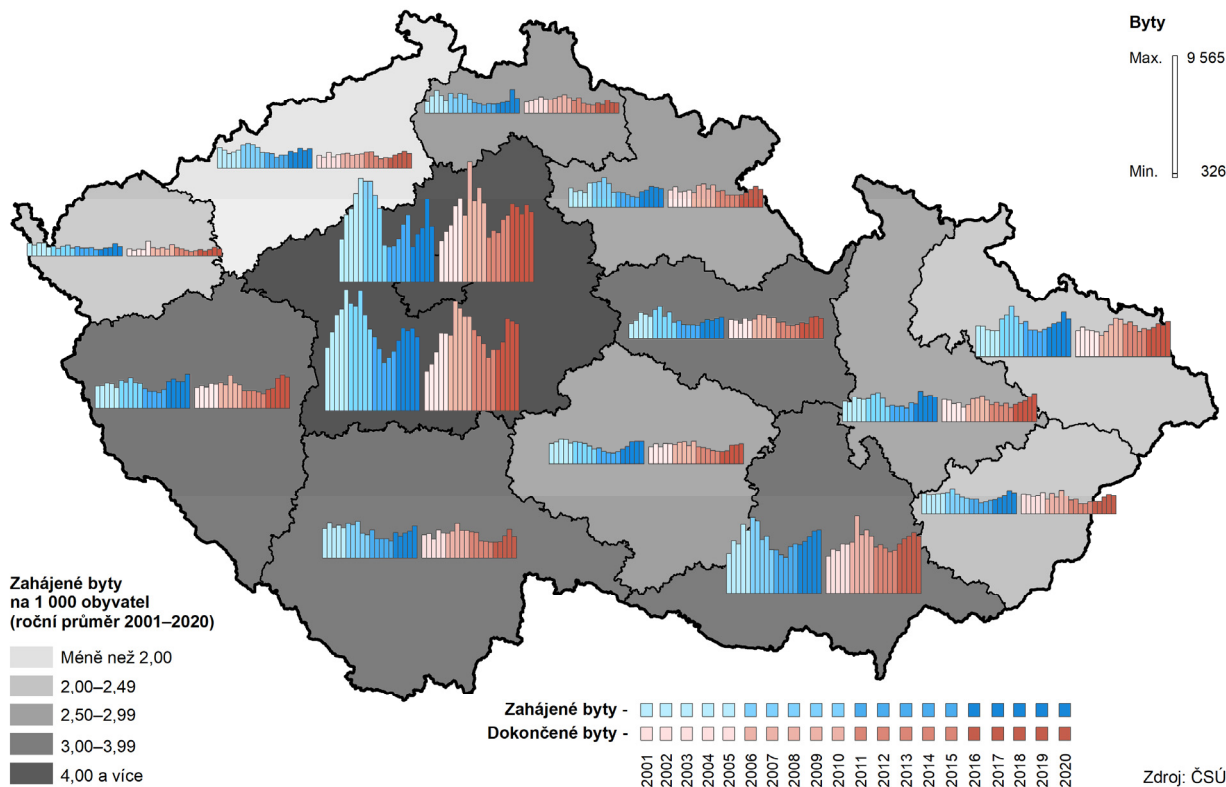 Byty
Max. 9 565
Min. 326
Zahájené byty
na 1 000 obyvatel
(roční průměr 2001–2020)
Méně než 2,00
2,00–2,49
2,50–2,99
3,00–3,99
4,00 a více
Zahájené byty -
Dokončené byty -
2001 2002 2003 2004 2005 2006 2007 2008 2009 2010 2011 2012 2013 2014 2015 2016 2017 2018 2019 2020
Zdroj: ČSÚ